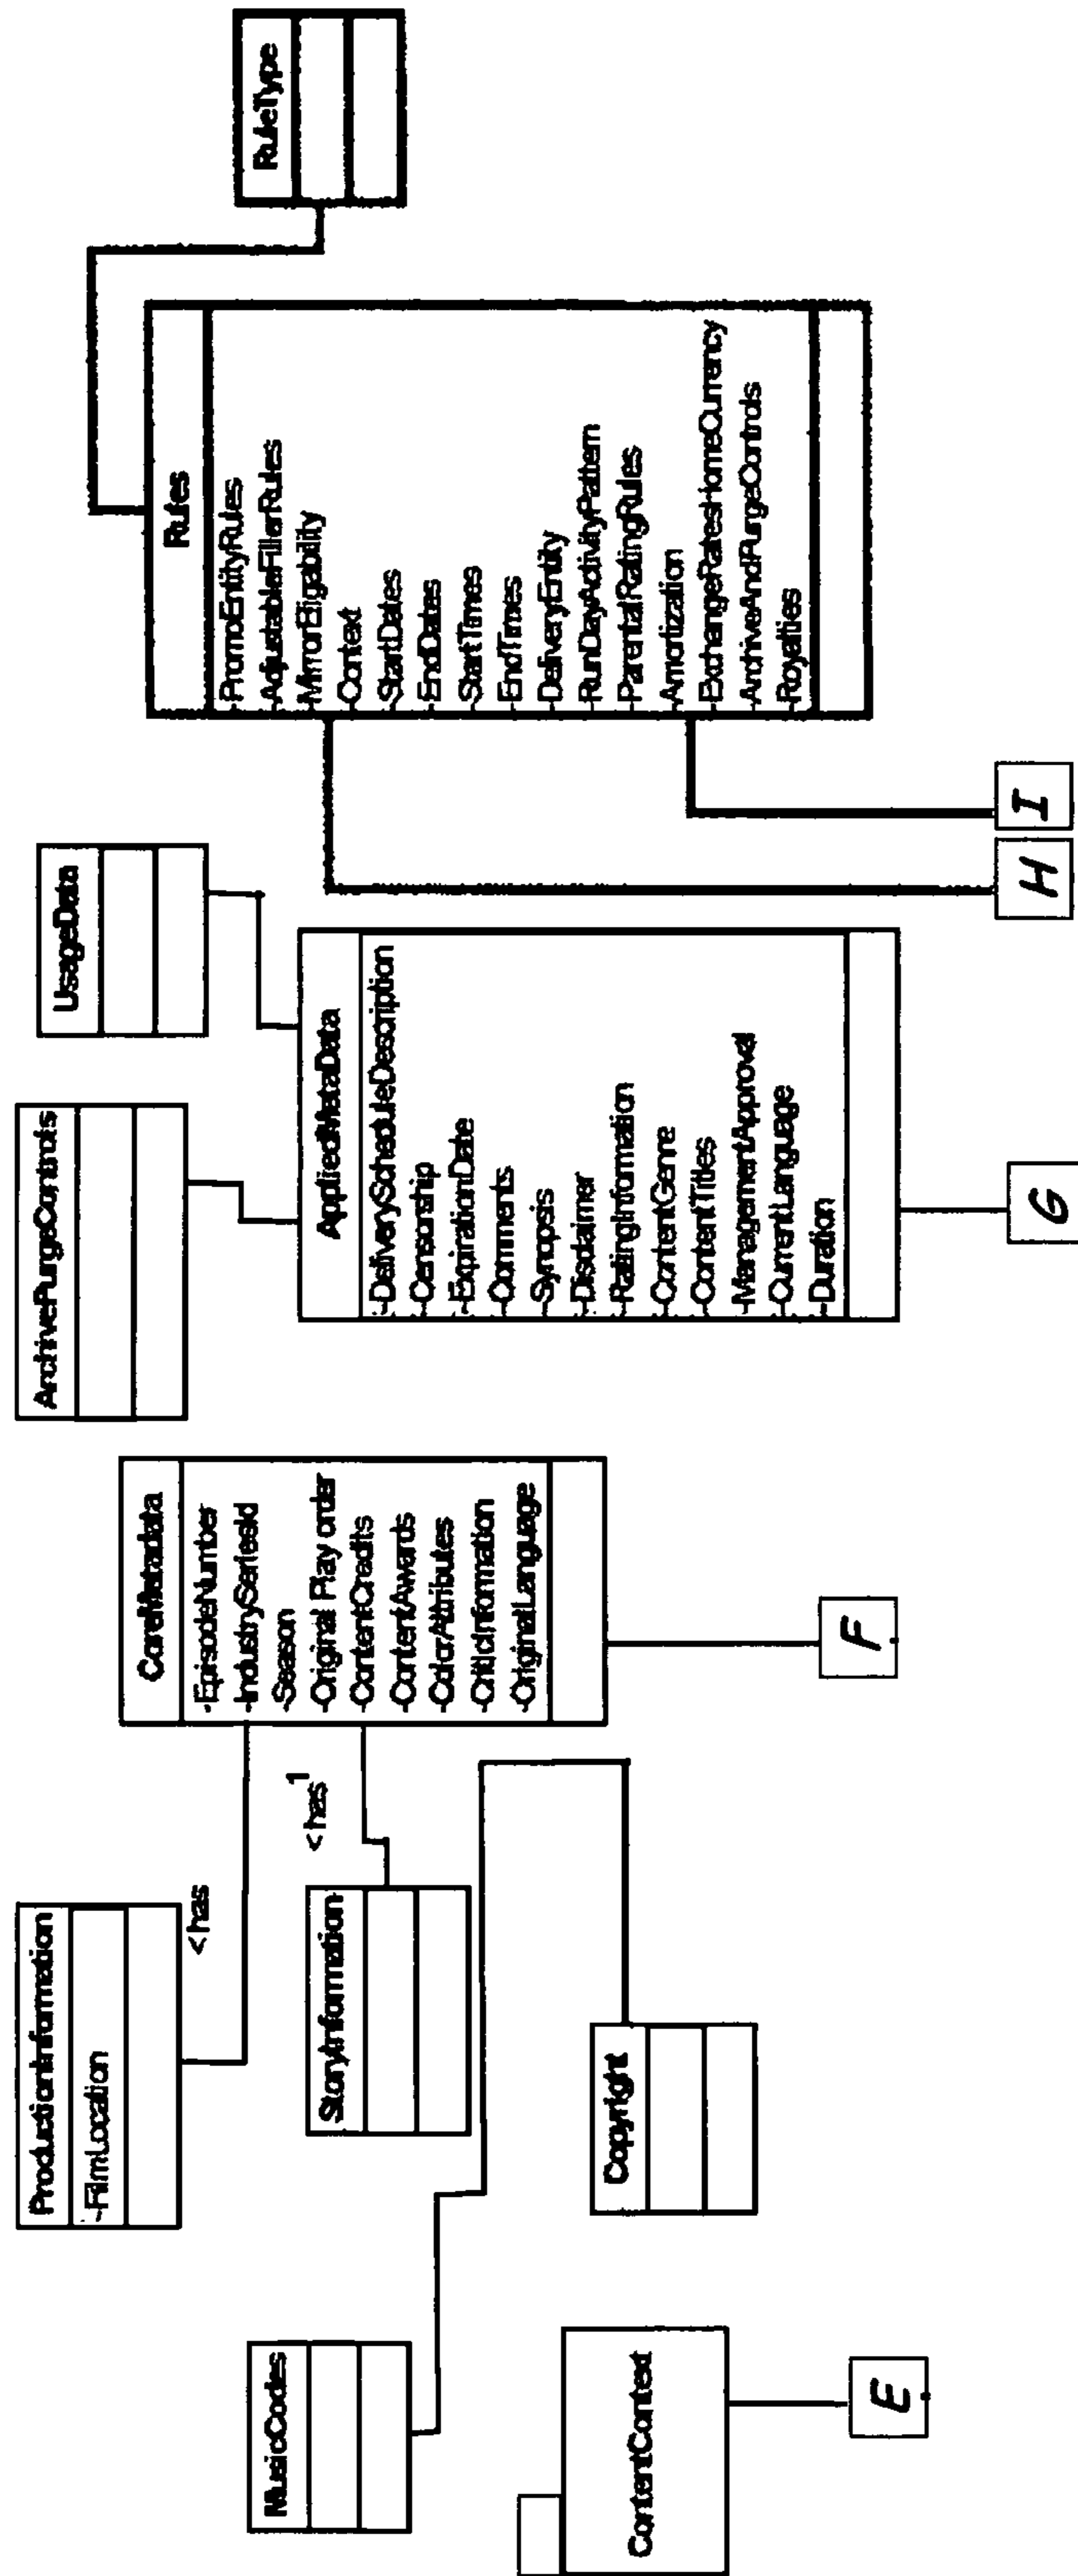 ProductionInformation
-FilmLocation
<has
MusicCodes
StoryInformation
<has
1
ContentContext
Copyright
E
CoreMetadata
-EpisodeNumber
-IndustrySeriesId
-Season
-Original Play order
-ContentCredits
-ContentAwards
-ColorAttributes
-CriticInformation
-OriginalLanguage
F
ArchivePurgeControls
UsageData
AppliedMetaData
-DeliveryScheduleDescription
-Censorship
-ExpirationDate
-Comments
-Synopsis
-Disclaimer
-RatingInformation
-ContentGenre
-ContentTitles
-ManagementApproval
-CurrentLanguage
-Duration
G
Rules
-PromoEntityRules
-AdjustableFillerRules
-MirrorEligability
-Context
-StartDates
-EndDates
-StartTimes
-EndTimes
-DeliveryEntity
-RunDayActivityPattern
-ParentalRatingRules
-Amortization
-ExchangeRatesHomeCurrency
-ArchiveAndPurgeControls
-Royalties
H
I
RuleType